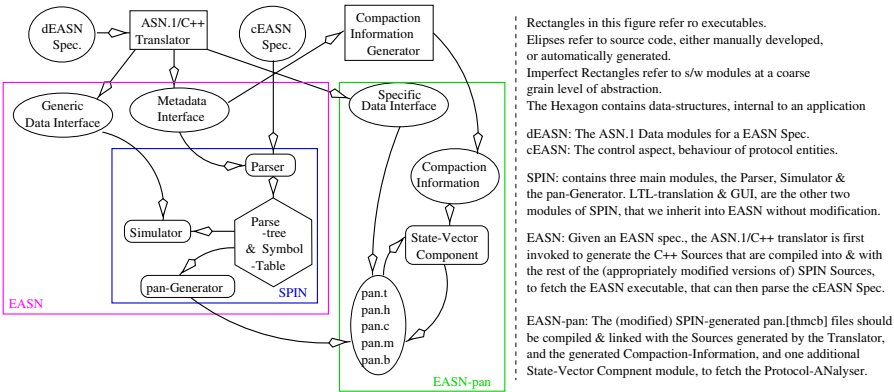 dEASN
Spec.
ASN.1/C++
Translator
cEASN
Spec.
Compaction
Information
Generator
Generic
Data Interface
Metadata
Interface
Specific
Data Interface
Parser
Compaction
Information
Simulator
Parse
-tree
& Symbol
-Table
State-Vector
Component
pan-Generator
SPIN
EASN
pan.t
pan.h
pan.c
pan.m
pan.b
EASN-pan
Rectangles in this figure refer ro executables.
Elipses refer to source code, either manually developed,
or automatically generated.
Imperfect Rectangles refer to s/w modules at a coarse
grain level of abstraction.
The Hexagon contains data-structures, internal to an application
dEASN: The ASN.1 Data modules for a EASN Spec.
cEASN: The control aspect, behaviour of protocol entities.
SPIN: contains three main modules, the Parser, Simulator &
the pan-Generator. LTL-translation & GUI, are the other two
modules of SPIN, that we inherit into EASN without modification.
EASN: Given an EASN spec., the ASN.1/C++ translator is first
invoked to generate the C++ Sources that are compiled into & with
the rest of the (appropriately modified versions of) SPIN Sources,
to fetch the EASN executable, that can then parse the cEASN Spec.
EASN-pan: The (modified) SPIN-generated pan.[thmcb] files should
be compiled & linked with the Sources generated by the Translator,
and the generated Compaction-Information, and one additional
State-Vector Compnent module, to fetch the Protocol-ANalyser.